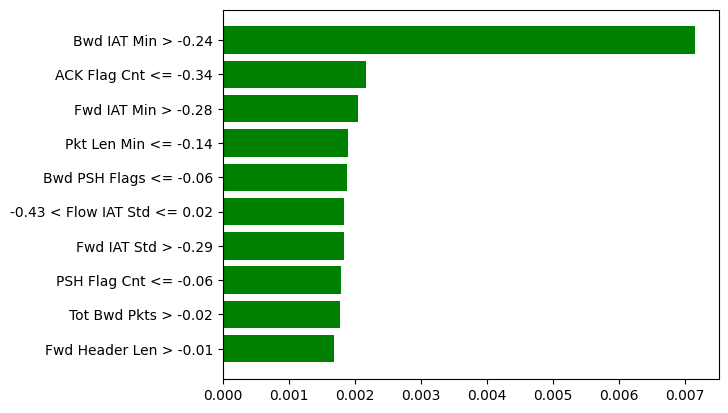 Bwd IAT Min > -0.24
ACK Flag Cnt <= -0.34
Fwd IAT Min > -0.28
Pkt Len Min <= -0.14
Bwd PSH Flags <= -0.06
-0.43 < Flow IAT Std <= 0.02
Fwd IAT Std > -0.29
PSH Flag Cnt <= -0.06
Tot Bwd Pkts > -0.02
Fwd Header Len > -0.01
0.000 0.001 0.002 0.003 0.004 0.005 0.006 0.007